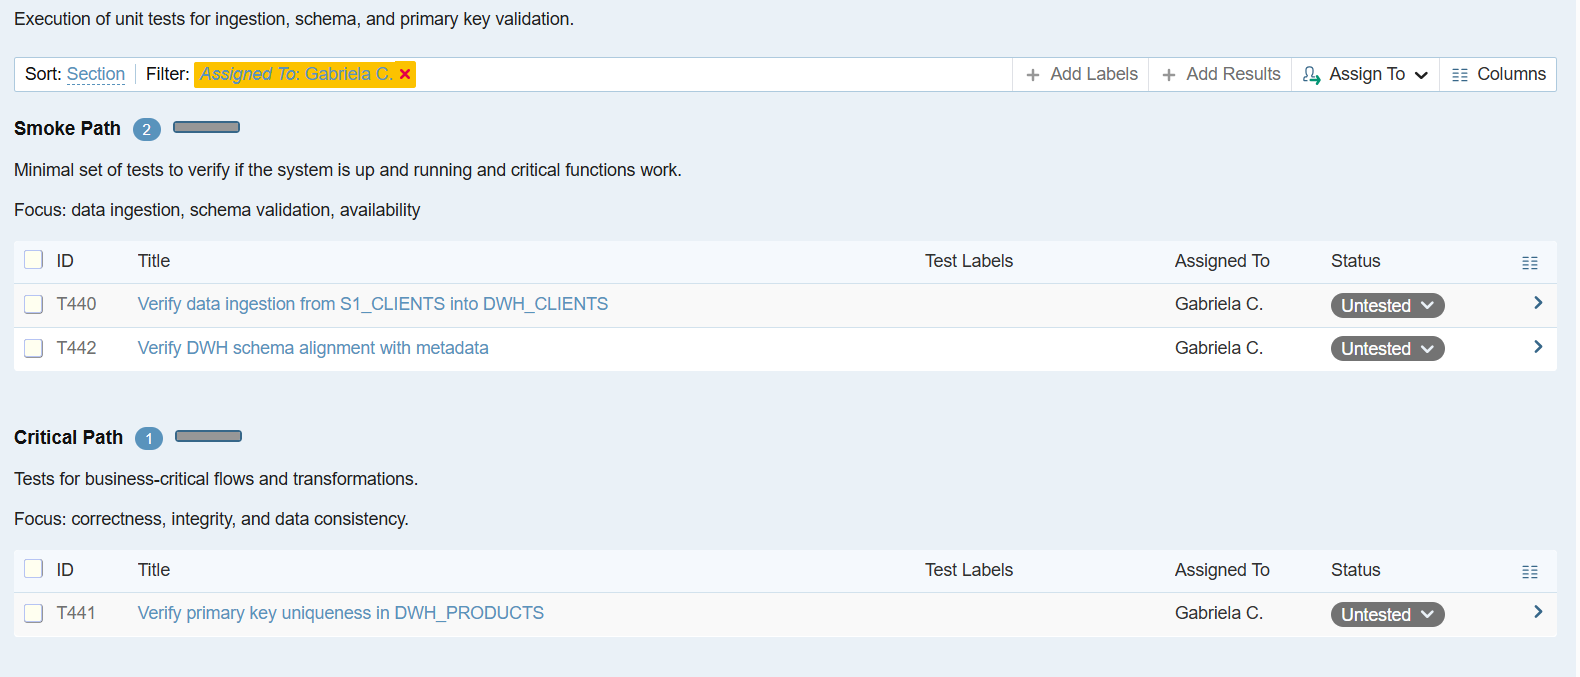 Execution of unit tests for ingestion, schema, and primary key validation.
Sort: Section Filter: Assigned To: Gabriela C. Add Labels Add Results Assign To Columns
Smoke Path 2
Minimal set of tests to verify if the system is up and running and critical functions work.
Focus: data ingestion, schema validation, availability
ID Title Test Labels Assigned To Status
T440 Verify data ingestion from S1_CLIENTS into DWH_CLIENTS Gabriela C. Untested
T442 Verify DWH schema alignment with metadata Gabriela C. Untested
Critical Path 1
Tests for business-critical flows and transformations.
Focus: correctness, integrity, and data consistency.
ID Title Test Labels Assigned To Status
T441 Verify primary key uniqueness in DWH_PRODUCTS Gabriela C. Untested